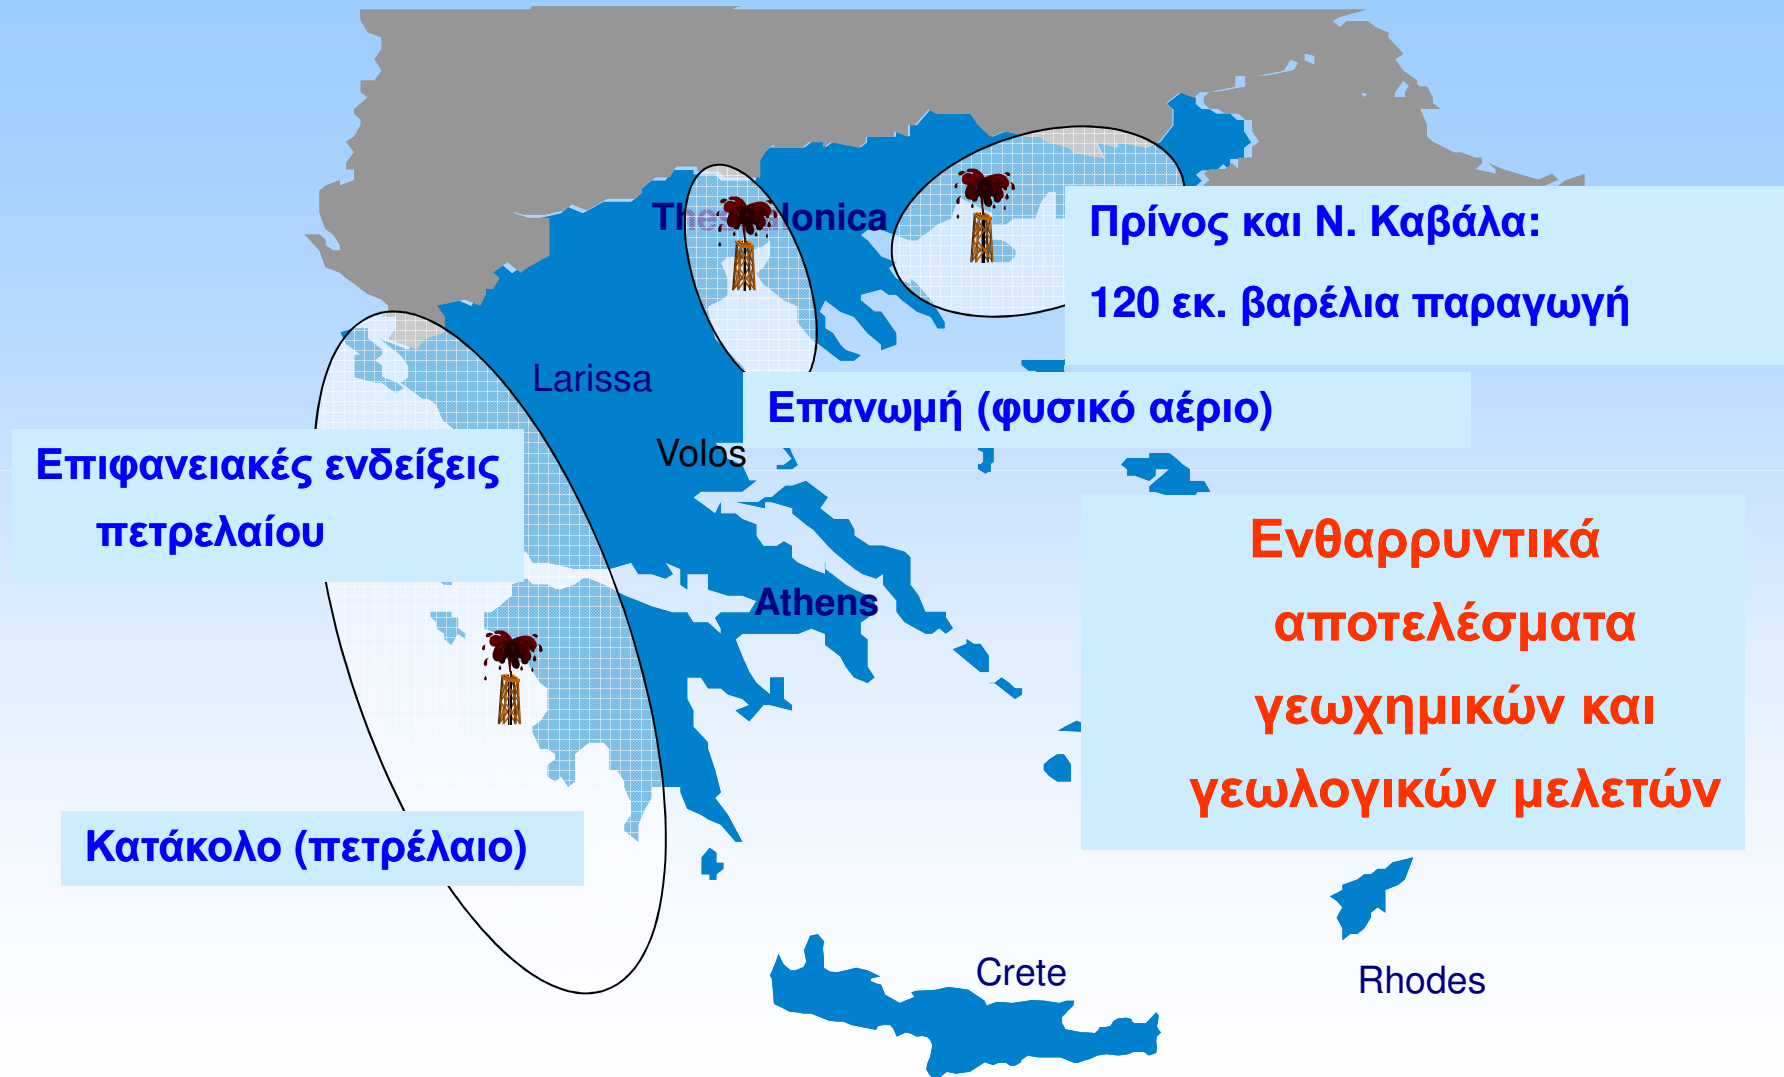 Thessalonica
Πρίνος και Ν. Καβάλα:
120 εκ. βαρέλια παραγωγή
Larissa
Επανωμή (φυσικό αέριο)
Volos
Επιφανειακές ενδείξεις
πετρελαίου
Ενθαρρυντικά
αποτελέσματα
γεωχημικών και
γεωλογικών μελετών
Athens
Κατάκολο (πετρέλαιο)
Crete
Rhodes